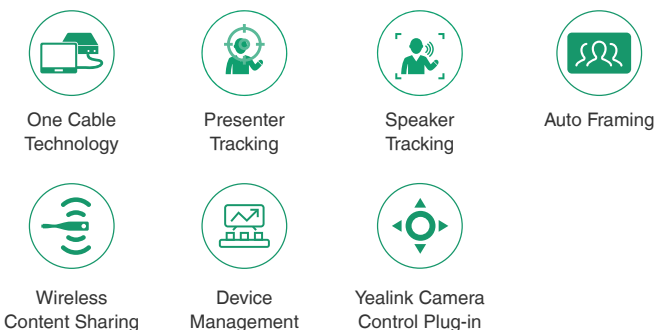 One Cable
Technology
Presenter
Tracking
Speaker
Tracking
Auto Framing
Wireless
Content Sharing
Device
Management
Yealink Camera
Control Plug-in